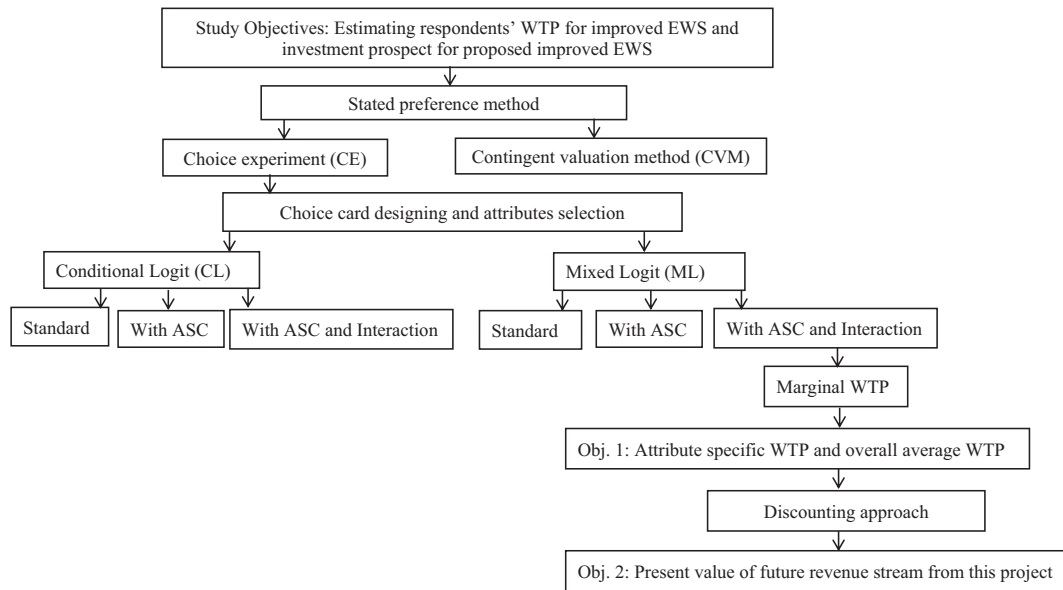 Study Objectives: Estimating respondents’ WTP for improved EWS and
investment prospect for proposed improved EWS
Stated preference method
Choice experiment (CE)
Contingent valuation method (CVM)
Choice card designing and attributes selection
Conditional Logit (CL)
Mixed Logit (ML)
Standard
With ASC
With ASC and Interaction
Standard
With ASC
With ASC and Interaction
Marginal WTP
Obj. 1: Attribute specific WTP and overall average WTP
Discounting approach
Obj. 2: Present value of future revenue stream from this project